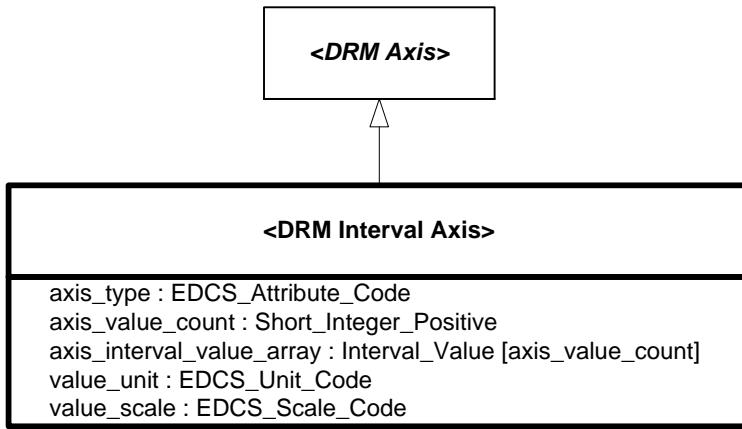 <DRM Axis>
<DRM Interval Axis>
axis_type : EDCS_Attribute_Code
axis_value_count : Short_Integer_Positive
axis_interval_value_array : Interval_Value [axis_value_count]
value_unit : EDCS_Unit_Code
value_scale : EDCS_Scale_Code